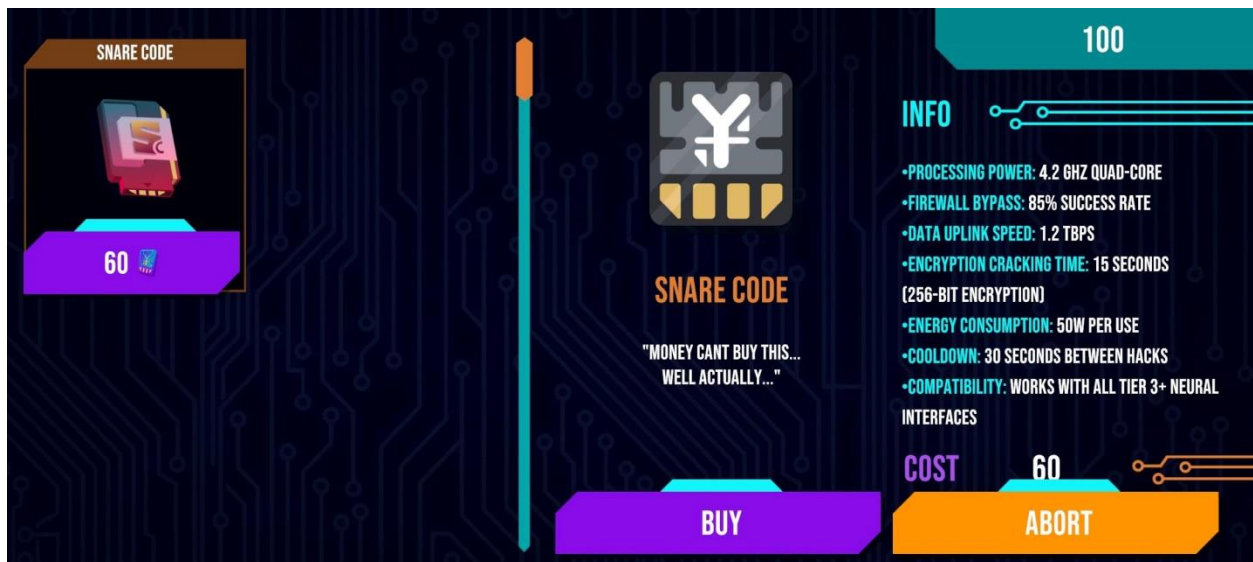 SNARE CODE
60
SNARE CODE
"MONEY CANT BUY THIS...
WELL ACTUALLY..."
BUY
100
INFO
•PROCESSING POWER: 4.2 GHZ QUAD-CORE
•FIREWALL BYPASS: 85% SUCCESS RATE
•DATA UPLINK SPEED: 1.2 TBPS
•ENCRYPTION CRACKING TIME: 15 SECONDS
(256-BIT ENCRYPTION)
•ENERGY CONSUMPTION: 50W PER USE
•COOLDOWN: 30 SECONDS BETWEEN HACKS
•COMPATIBILITY: WORKS WITH ALL TIER 3+ NEURAL
INTERFACES
COST 60
ABORT